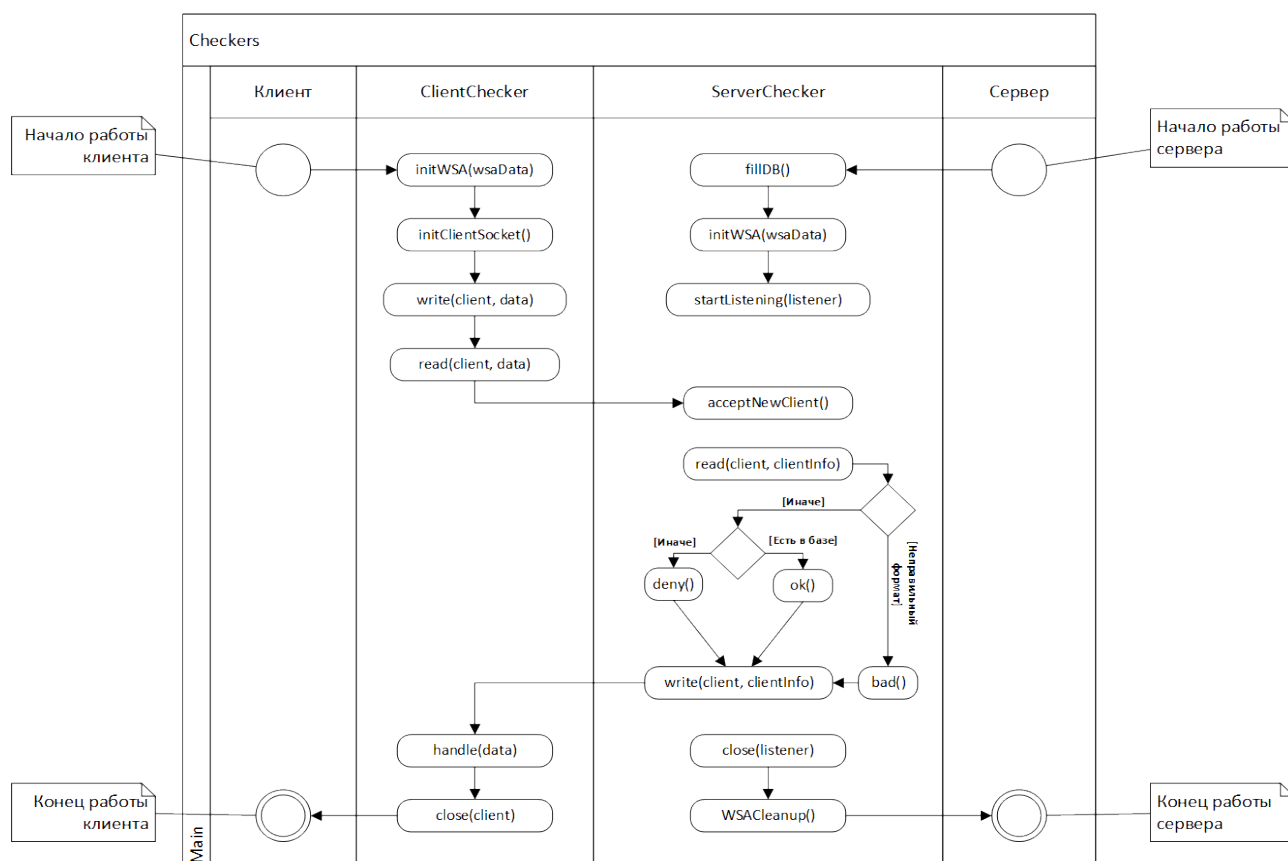 Checkers
Main
Клиент
ClientChecker
ServerChecker
Сервер
Начало работы
клиента
Начало работы
сервера
initWSA(wsaData)
fillDB()
initClientSocket()
initWSA(wsaData)
write(client, data)
startListening(listener)
read(client, data)
acceptNewClient()
read(client, clientInfo)
[Иначе]
[Иначе]
[Есть в базе]
[Неправильный
формат]
deny()
ok()
write(client, clientInfo)
bad()
handle(data)
close(listener)
Конец работы
клиента
close(client)
WSACleanup()
Конец работы
сервера